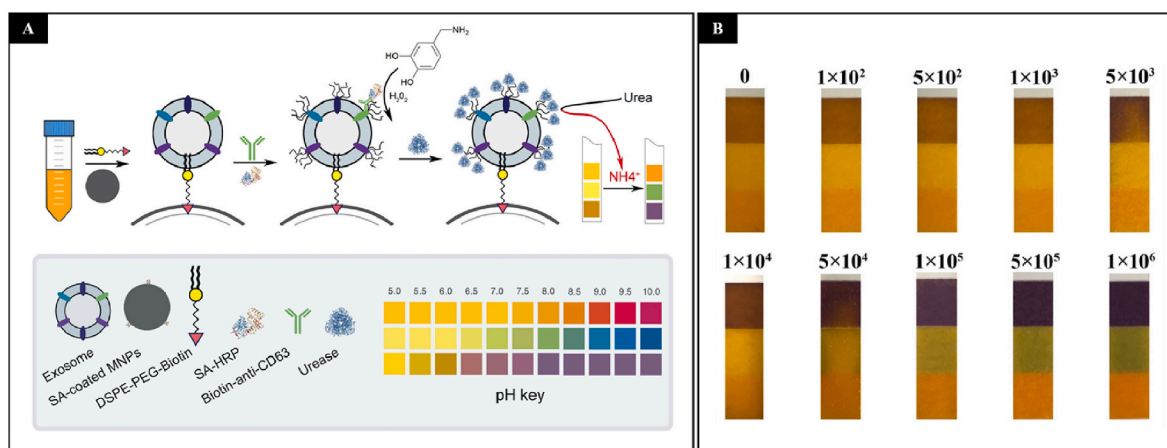 A
NH₂
HO
HO
H₂0₂
Urea
NH4⁺
Exosome
SA-coated MNPs
DSPE-PEG-Biotin
SA-HRP
Biotin-anti-CD63
Urease
5.0 5.5 6.0 6.5 7.0 7.5 8.0 8.5 9.0 9.5 10.0
pH key
B
0 1×10² 5×10² 1×10³ 5×10³
1×10⁴ 5×10⁴ 1×10⁵ 5×10⁵ 1×10⁶